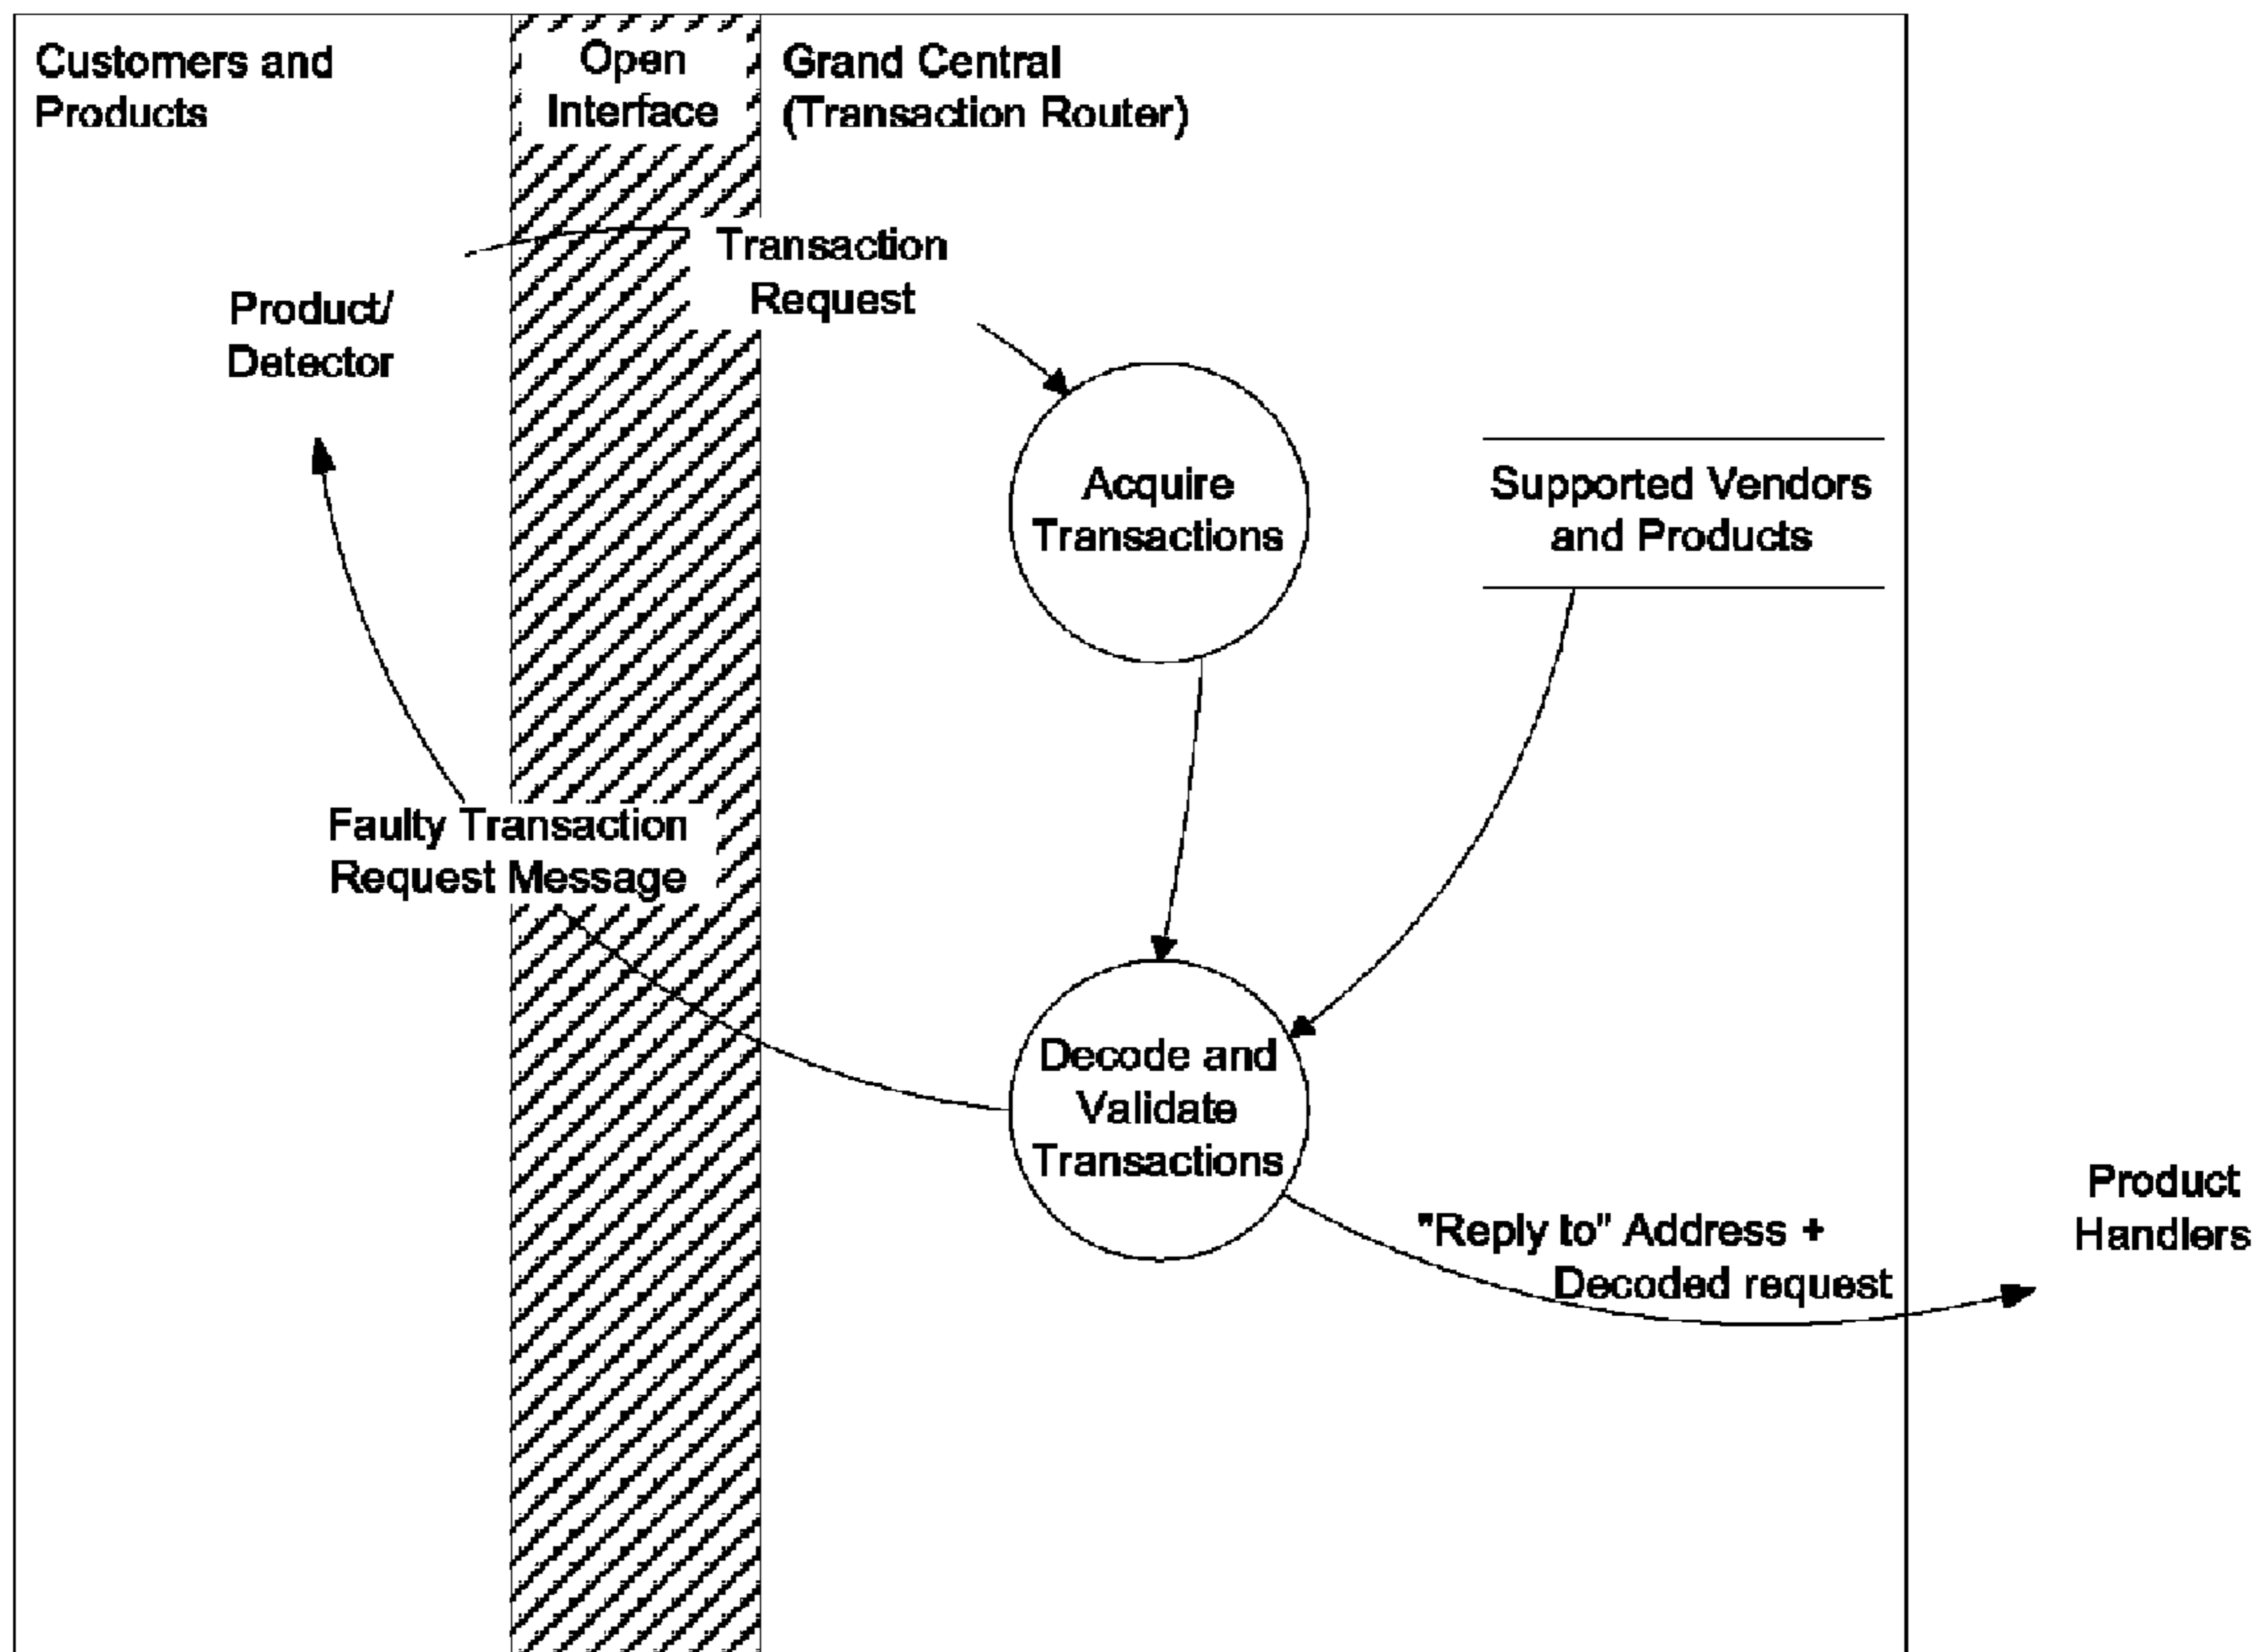 Customers and
Products
Open
Interface
Grand Central
(Transaction Router)
Transaction
Request
Product/
Detector
Acquire
Transactions
Supported Vendors
and Products
Faulty Transaction
Request Message
Decode and
Validate
Transactions
"Reply to" Address +
Decoded request
Product
Handlers